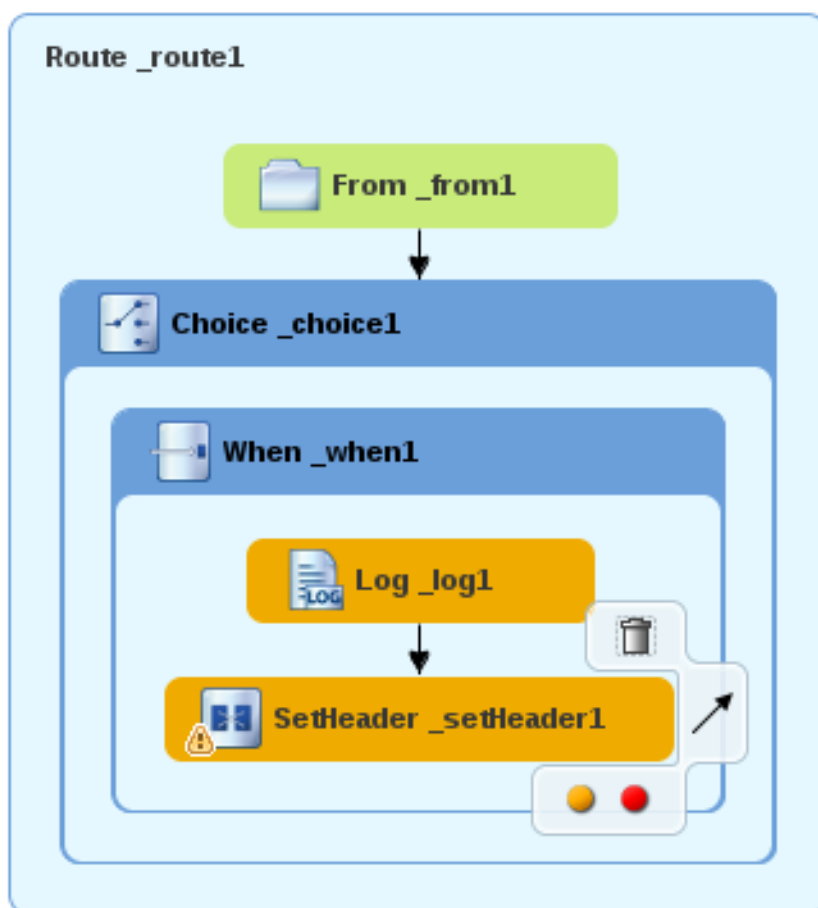 Route _route1
From _from1
Choice _choice1
When _when1
LOG
Log _log1
SetHeader _setHeader1